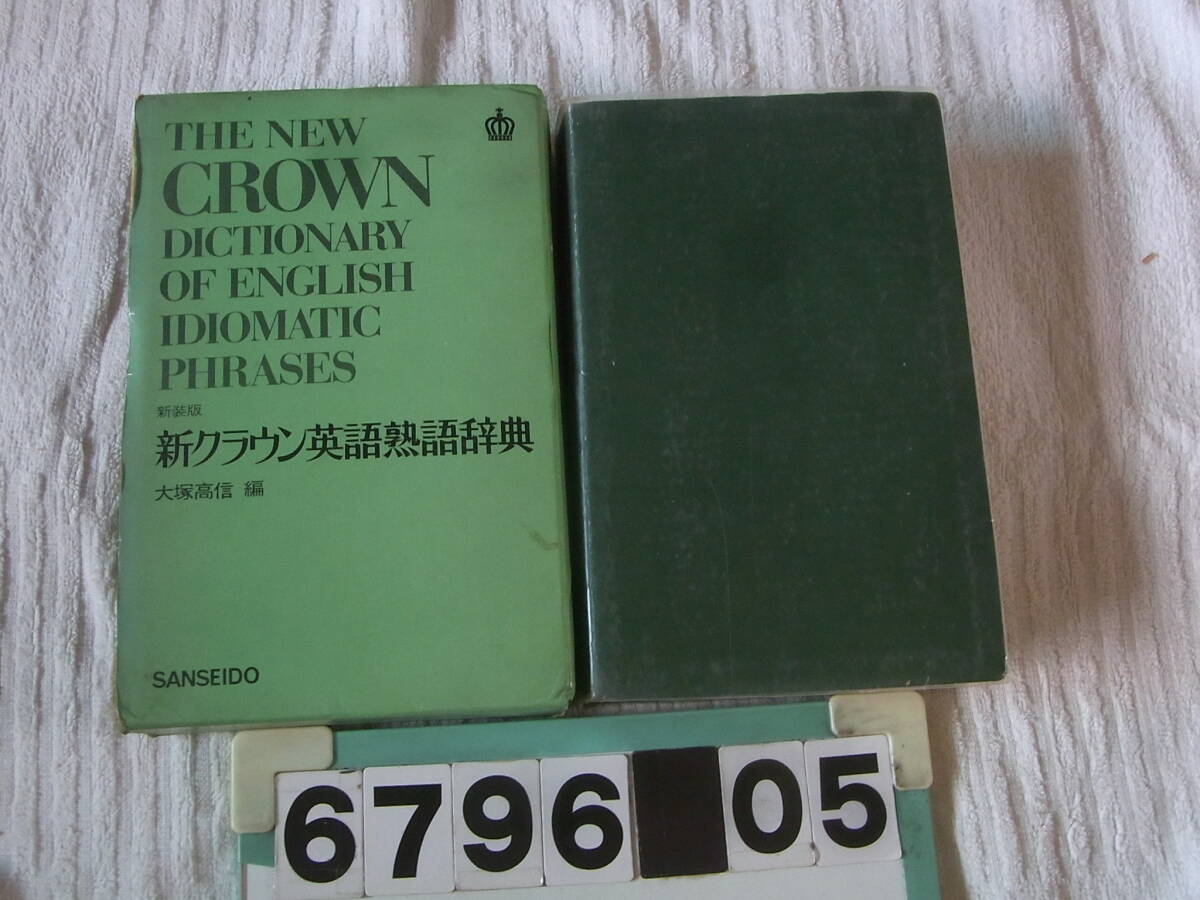 THE NEW
CROWN
DICTIONARY
OF ENGLISH
IDIOMATIC
PHRASES
新装版
新クラウン英語熟語辞典
大塚高信 編
SANSEIDO
6796 05